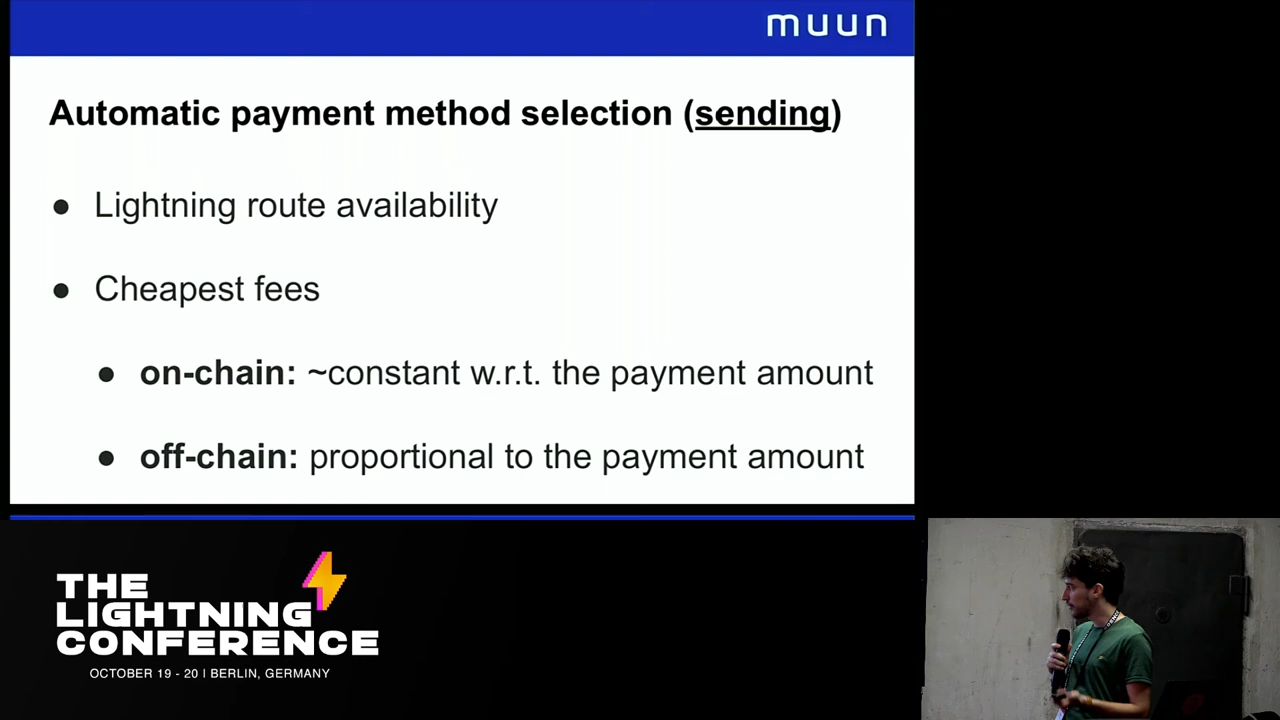 muun
Automatic payment method selection (sending)
● Lightning route availability
● Cheapest fees
● on-chain: ~constant w.r.t. the payment amount
● off-chain: proportional to the payment amount
THE
LIGHTNING
CONFERENCE
OCTOBER 19 - 20 | BERLIN, GERMANY